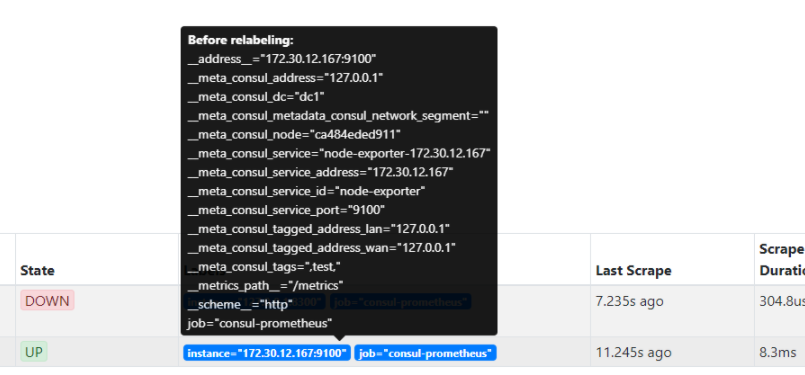 Before relabeling:
__address__="172.30.12.167:9100"
__meta_consul_address="127.0.0.1"
__meta_consul_dc="dc1"
__meta_consul_metadata_consul_network_segment=""
__meta_consul_node="ca484eded911"
__meta_consul_service="node-exporter-172.30.12.167"
__meta_consul_service_address="172.30.12.167"
__meta_consul_service_id="node-exporter"
__meta_consul_service_port="9100"
__meta_consul_tagged_address_lan="127.0.0.1"
__meta_consul_tagged_address_wan="127.0.0.1"
__meta_consul_tags=",test,"
__metrics_path__="/metrics"
__scheme__="http"
job="consul-prometheus"
State
Last Scrape
Scrape
Duratio
DOWN
job="consul-prometheus"
7.235s ago
304.8us
UP
instance="172.30.12.167:9100"
job="consul-prometheus"
11.245s ago
8.3ms